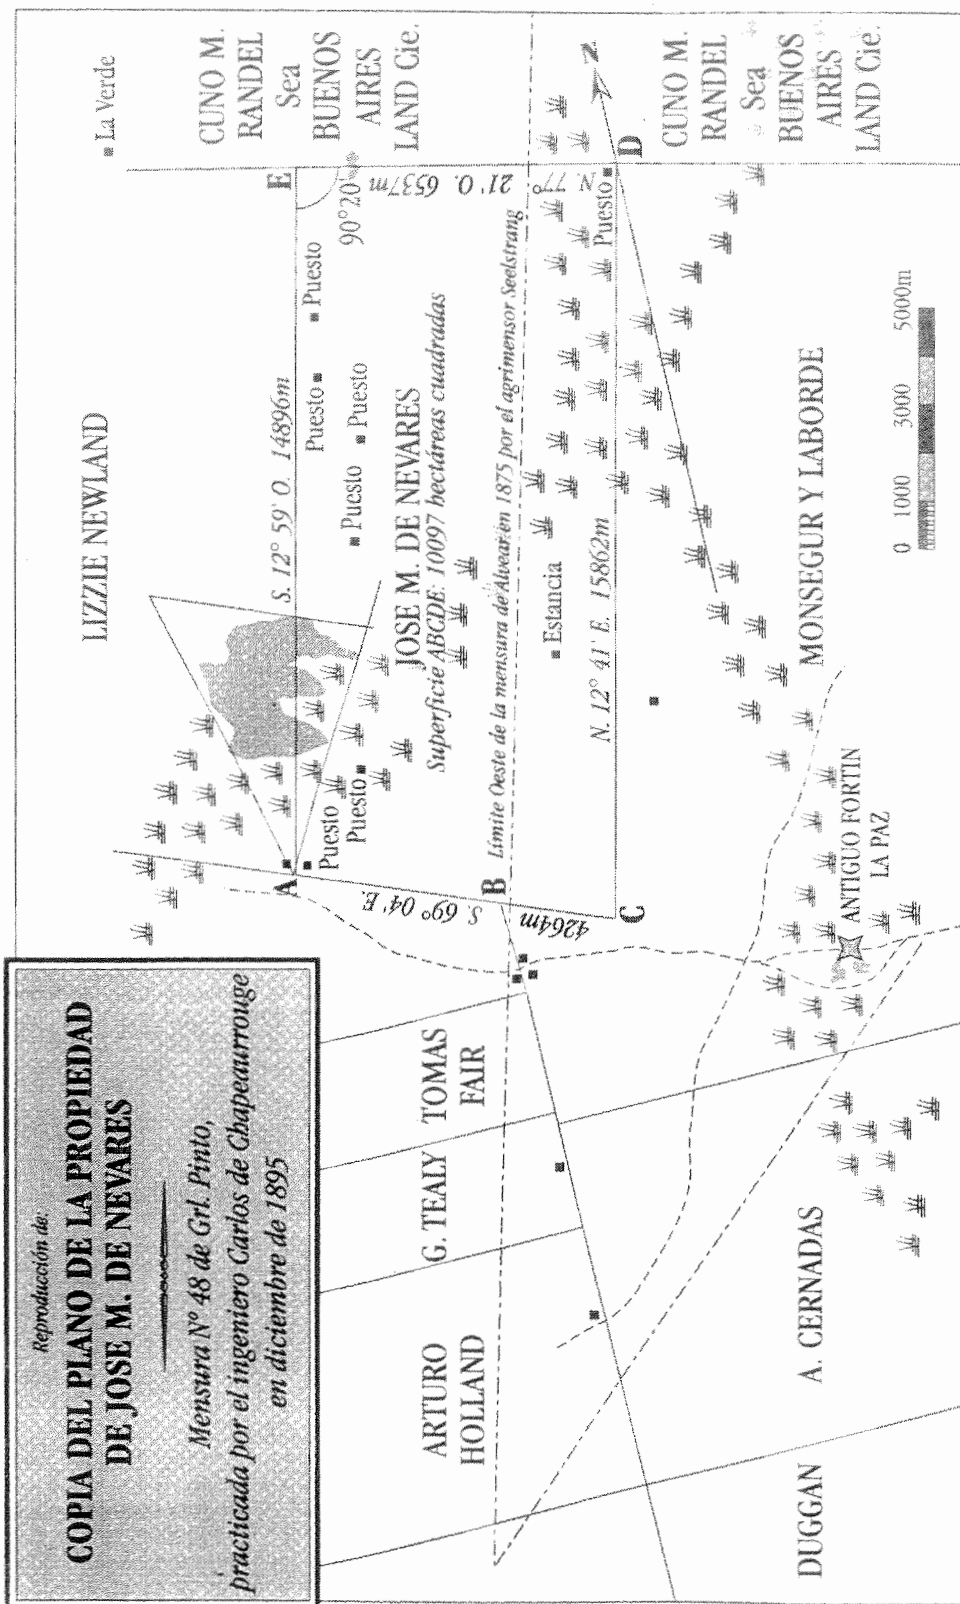 Reproducción de:
COPIA DEL PLANO DE LA PROPIEDAD
DE JOSE M. DE NEVARES
Mensura N° 48 de Grl. Pinto,
practicada por el ingeniero Carlos de Chapeaurrouge
en diciembre de 1895
LIZZIE NEWLAND
La Verde
CUNO M.
RANDEL
Sea
BUENOS
AIRES
LAND Cie.
A
S. 12° 59' O. 14896m
E
90°20'
N. 77° 21' O. 6537m
Puesto
Puesto
Puesto
Puesto
Puesto
Puesto
JOSE M. DE NEVARES
Superficie ABCDE: 10097 hectáreas cuadradas
S. 69° 04' E.
4264m
B
Límite Oeste de la mensura de Alvear en 1875 por el agrimensor Seelstrang
Estancia
Puesto
N. 12° 41' E. 15862m
C
D
N
CUNO M.
RANDEL
Sea
BUENOS
AIRES
LAND Cie.
ARTURO
HOLLAND
G. TEALY
TOMAS
FAIR
DUGGAN
A. CERNADAS
ANTIGUO FORTIN
LA PAZ
MONSEGUR Y LABORDE
0 1000 3000 5000m